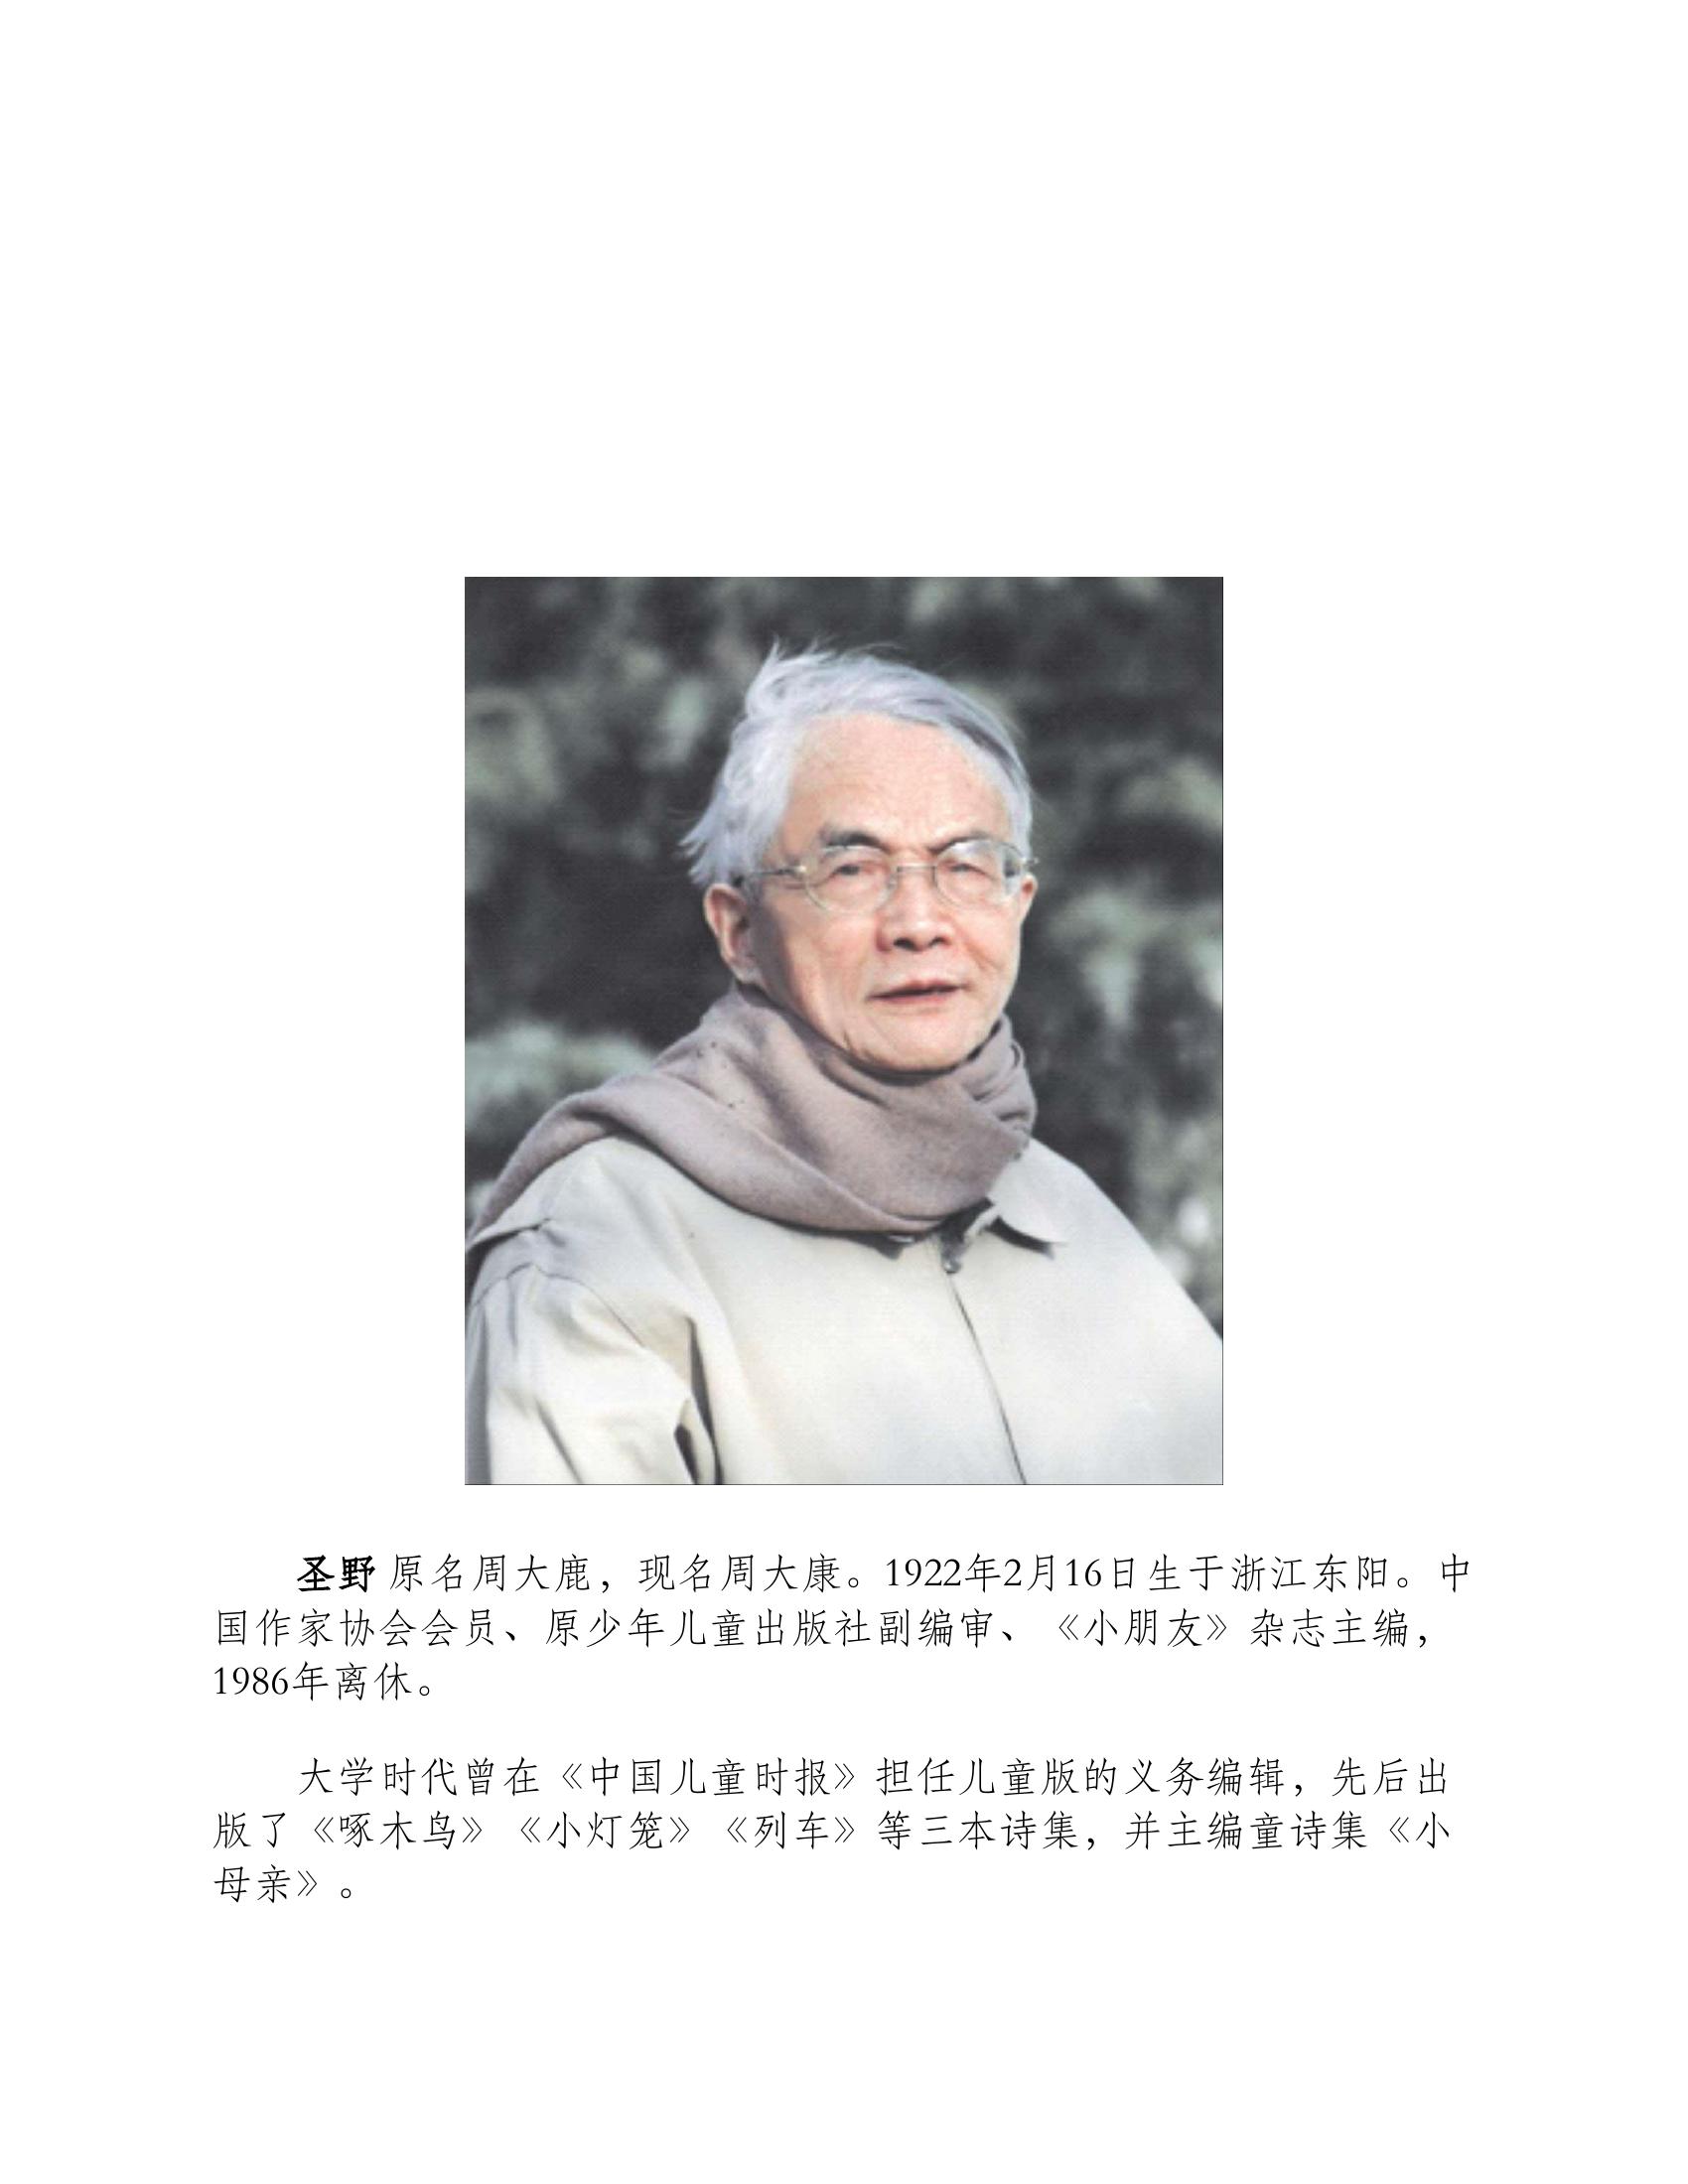 圣野 原名周大鹿，现名周大康。1922年2月16日生于浙江东阳。中
国作家协会会员、原少年儿童出版社副编审、《小朋友》杂志主编，
1986年离休。
大学时代曾在《中国儿童时报》担任儿童版的义务编辑，先后出
版了《啄木鸟》《小灯笼》《列车》等三本诗集，并主编童诗集《小
母亲》。